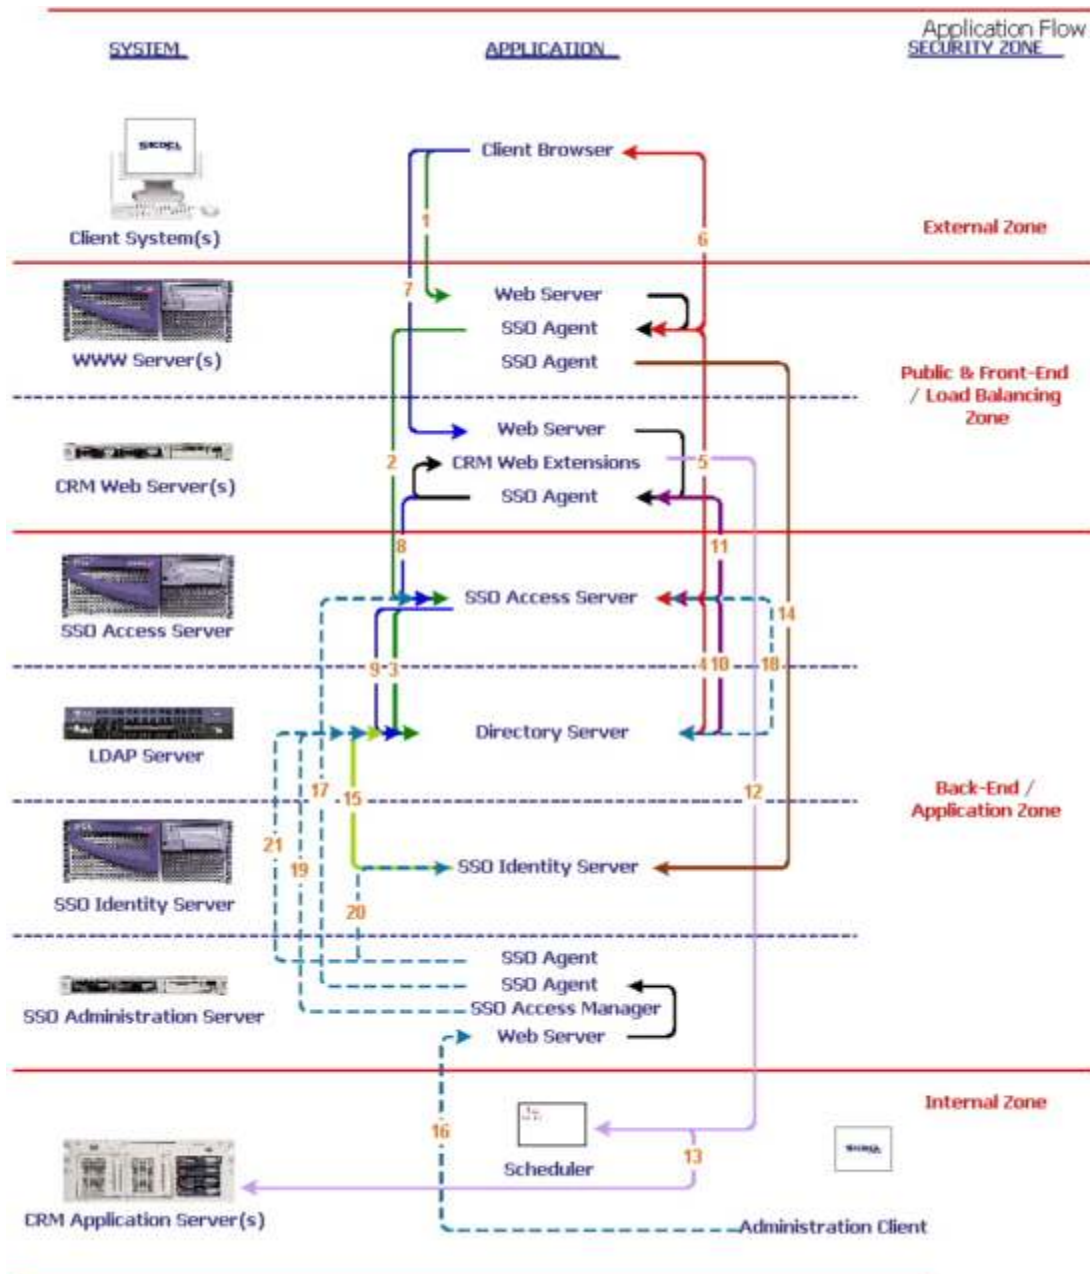 Application Flow
SYSTEM
APPLICATION
SECURITY ZONE
Client Browser
Client System(s)
1
6
External Zone
7
Web Server
SSO Agent
WWW Server(s)
SSO Agent
Public & Front-End
/ Load Balancing
Zone
Web Server
2
CRM Web Extensions
5
CRM Web Server(s)
SSO Agent
8
11
SSO Access Server
14
SSO Access Server
9
3
4
10
18
Directory Server
LDAP Server
17
15
12
Back-End /
Application Zone
21
19
SSO Identity Server
SSO Identity Server
20
SSO Agent
SSO Agent
SSO Access Manager
SSO Administration Server
Web Server
Internal Zone
16
13
Scheduler
CRM Application Server(s)
Administration Client